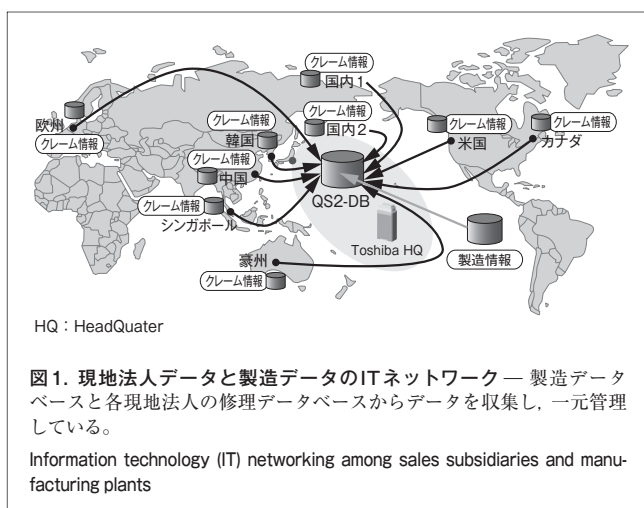 クレーム情報
国内1
クレーム情報
国内2
クレーム情報
欧州
クレーム情報
韓国
クレーム情報
中国
クレーム情報
シンガポール
クレーム情報
米国
クレーム情報
カナダ
QS2-DB
Toshiba HQ
製造情報
豪州
クレーム情報
HQ：HeadQuater
図1. 現地法人データと製造データのITネットワーク — 製造データ
ベースと各現地法人の修理データベースからデータを収集し，一元管理
している。
Information technology (IT) networking among sales subsidiaries and manu-
facturing plants